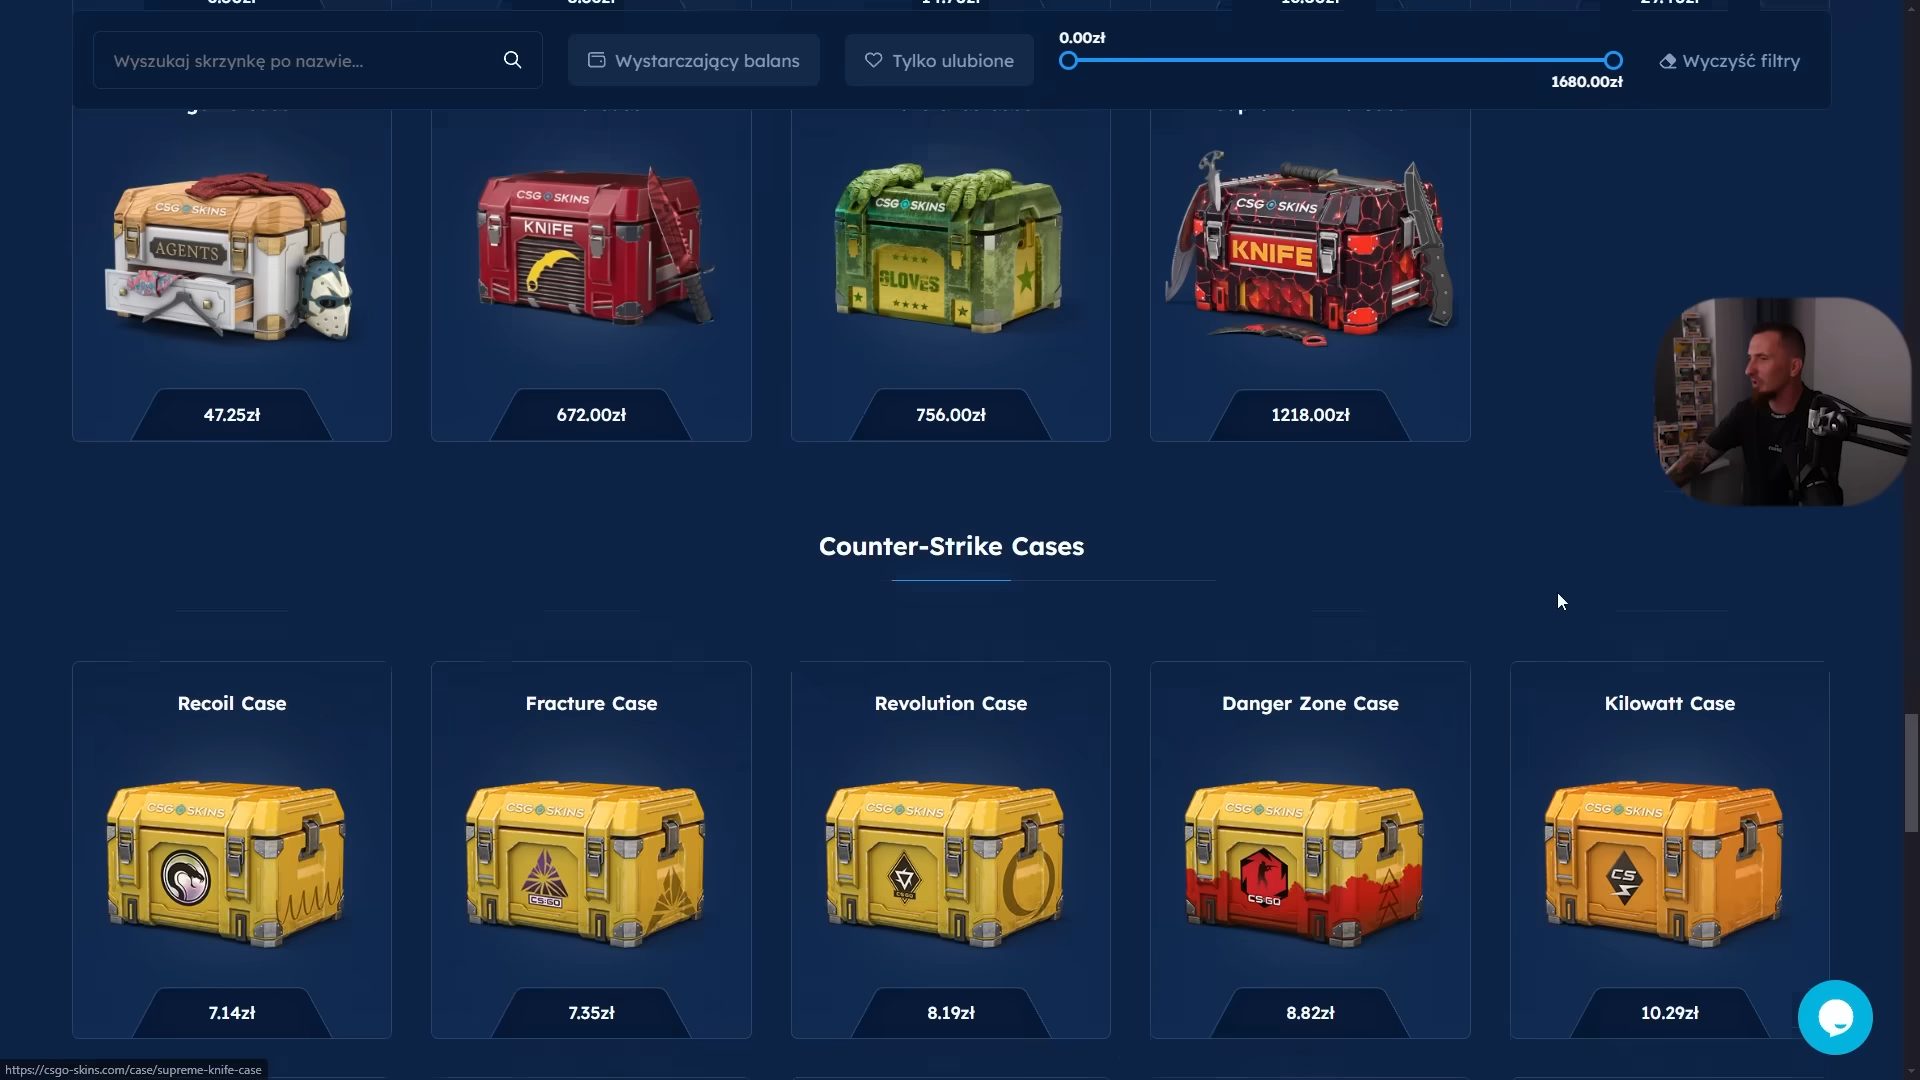 0.00zł
Wyszukaj skrzynkę po nazwie...
Wystarczający balans
Tylko ulubione
Wyczyść filtry
1680.00zł
CSG SKINS
AGENTS
CSG SKINS
KNIFE
CSG SKINS
GLOVES
CSG SKINS
KNIFE
47.25zł
672.00zł
756.00zł
1218.00zł
Counter-Strike Cases
Recoil Case
Fracture Case
Revolution Case
Danger Zone Case
Kilowatt Case
CSG SKINS
CSG SKINS
CS:GO
CSG SKINS
CSG SKINS
CS:GO
CSG SKINS
CS
7.14zł
7.35zł
8.19zł
8.82zł
10.29zł
https://csgo-skins.com/case/supreme-knife-case